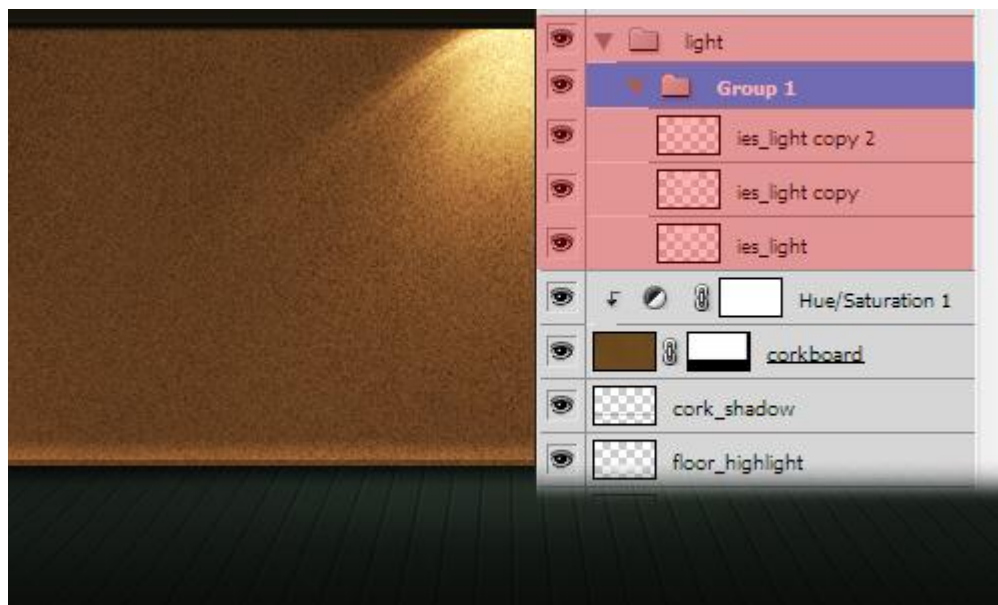 light
Group 1
ies_light copy 2
ies_light copy
ies_light
Hue/Saturation 1
corkboard
cork_shadow
floor_highlight